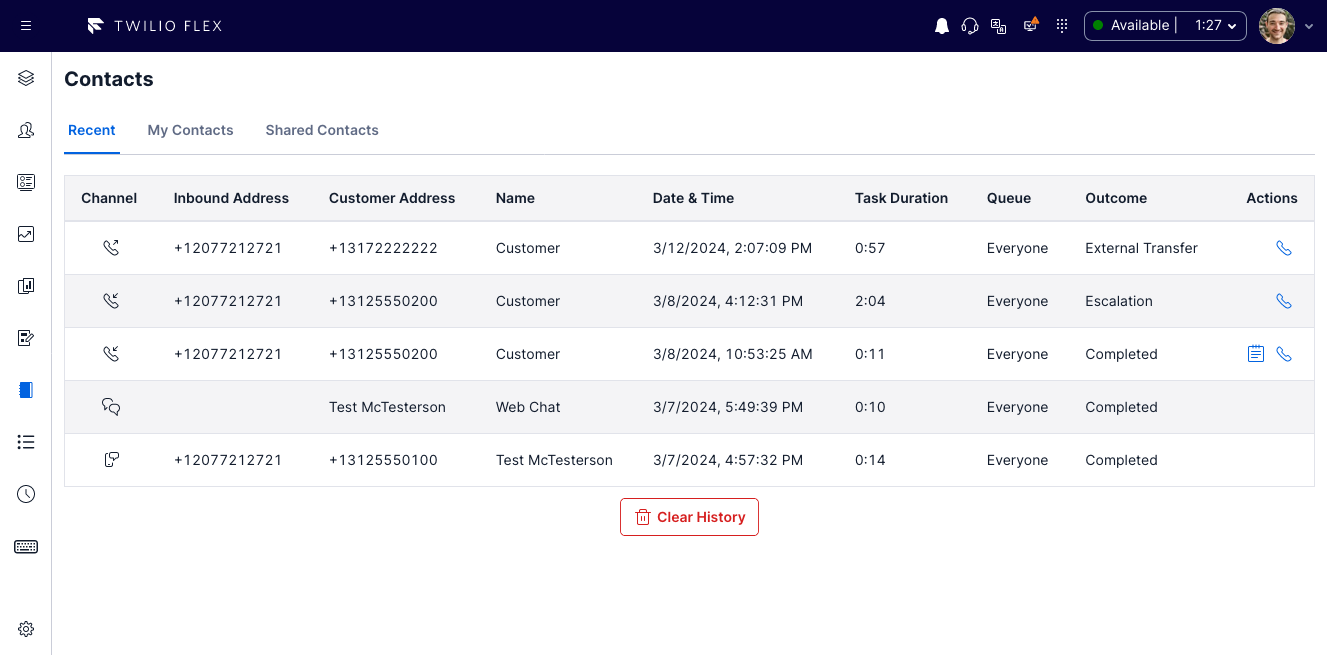 TWILIO FLEX
Available | 1:27
Contacts
Recent My Contacts Shared Contacts
Channel Inbound Address Customer Address Name Date & Time Task Duration Queue Outcome Actions
+12077212721 +13172222222 Customer 3/12/2024, 2:07:09 PM 0:57 Everyone External Transfer
+12077212721 +13125550200 Customer 3/8/2024, 4:12:31 PM 2:04 Everyone Escalation
+12077212721 +13125550200 Customer 3/8/2024, 10:53:25 AM 0:11 Everyone Completed
Test McTesterson Web Chat 3/7/2024, 5:49:39 PM 0:10 Everyone Completed
+12077212721 +13125550100 Test McTesterson 3/7/2024, 4:57:32 PM 0:14 Everyone Completed
Clear History